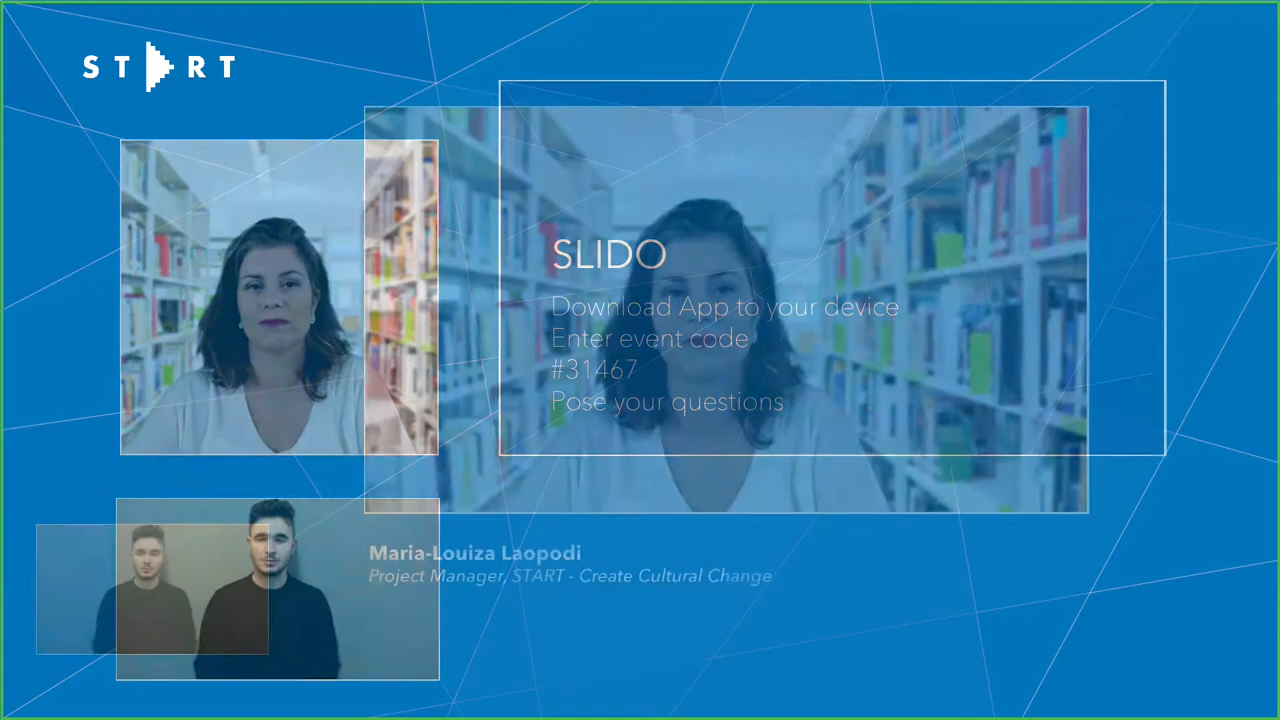 START
SLIDO
Download App to your device
Enter event code
#31467
Pose your questions
Maria-Louiza Laopodi
Project Manager, START - Create Cultural Change